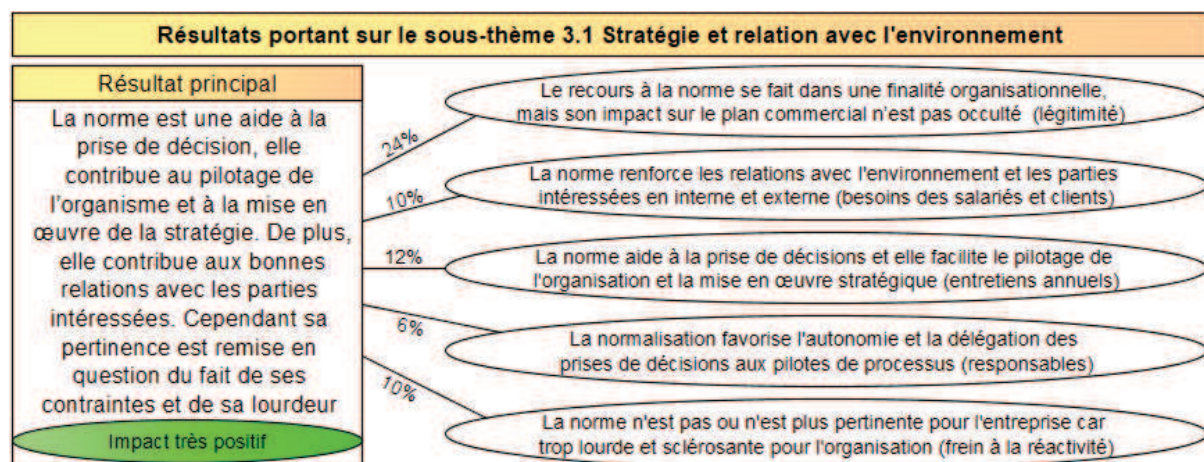 Résultats portant sur le sous-thème 3.1 Stratégie et relation avec l'environnement
Résultat principal
La norme est une aide à la
prise de décision, elle
contribue au pilotage de
l'organisme et à la mise en
œuvre de la stratégie. De plus,
elle contribue aux bonnes
relations avec les parties
intéressées. Cependant sa
pertinence est remise en
question du fait de ses
contraintes et de sa lourdeur
Impact très positif
24%
Le recours à la norme se fait dans une finalité organisationnelle,
mais son impact sur le plan commercial n'est pas occulté (légitimité)
10%
La norme renforce les relations avec l'environnement et les parties
intéressées en interne et externe (besoins des salariés et clients)
12%
La norme aide à la prise de décisions et elle facilite le pilotage de
l'organisation et la mise en œuvre stratégique (entretiens annuels)
6%
La normalisation favorise l'autonomie et la délégation des
prises de décisions aux pilotes de processus (responsables)
10%
La norme n'est pas ou n'est plus pertinente pour l'entreprise car
trop lourde et sclérosante pour l'organisation (frein à la réactivité)